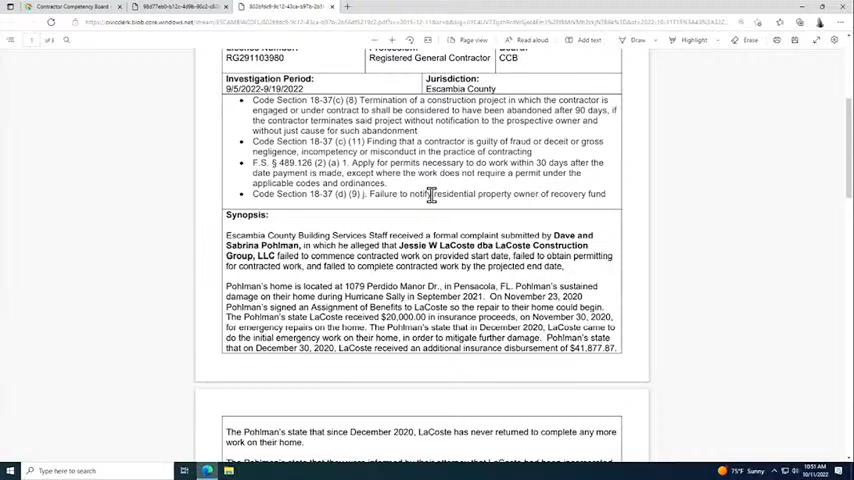 Contractor Competency Board
1 of 3
Page view
Read aloud
Add text
Draw
Highlight
Erase
RG291103980
Registered General Contractor
CCB
Investigation Period:
9/5/2022-9/19/2022
Jurisdiction:
Escambia County
• Code Section 18-37(c) (8) Termination of a construction project in which the contractor is
engaged or under contract to shall be considered to have been abandoned after 90 days, if
the contractor terminates said project without notification to the prospective owner and
without just cause for such abandonment
• Code Section 18-37 (c) (11) Finding that a contractor is guilty of fraud or deceit or gross
negligence, incompetency or misconduct in the practice of contracting
• F.S. § 489.126 (2) (a) 1. Apply for permits necessary to do work within 30 days after the
date payment is made, except where the work does not require a permit under the
applicable codes and ordinances.
• Code Section 18-37 (d) (9) j. Failure to notify residential property owner of recovery fund
Synopsis:
Escambia County Building Services Staff received a formal complaint submitted by Dave and
Sabrina Pohlman, in which he alleged that Jessie W LaCoste dba LaCoste Construction
Group, LLC failed to commence contracted work on provided start date, failed to obtain permitting
for contracted work, and failed to complete contracted work by the projected end date,
Pohlman's home is located at 1079 Perdido Manor Dr., in Pensacola, FL. Pohlman's sustained
damage on their home during Hurricane Sally in September 2021. On November 23, 2020
Pohlman's signed an Assignment of Benefits to LaCoste so the repair to their home could begin.
The Pohlman's state LaCoste received $20,000.00 in insurance proceeds, on November 30, 2020,
for emergency repairs on the home. The Pohlman's state that in December 2020, LaCoste came to
do the initial emergency work on their home, in order to mitigate further damage. Pohlman's state
that on December 30, 2020, LaCoste received an additional insurance disbursement of $41,877.87.
The Pohlman's state that since December 2020, LaCoste has never returned to complete any more
work on their home.
Type here to search
75°F Sunny
10:51 AM
10/11/2022